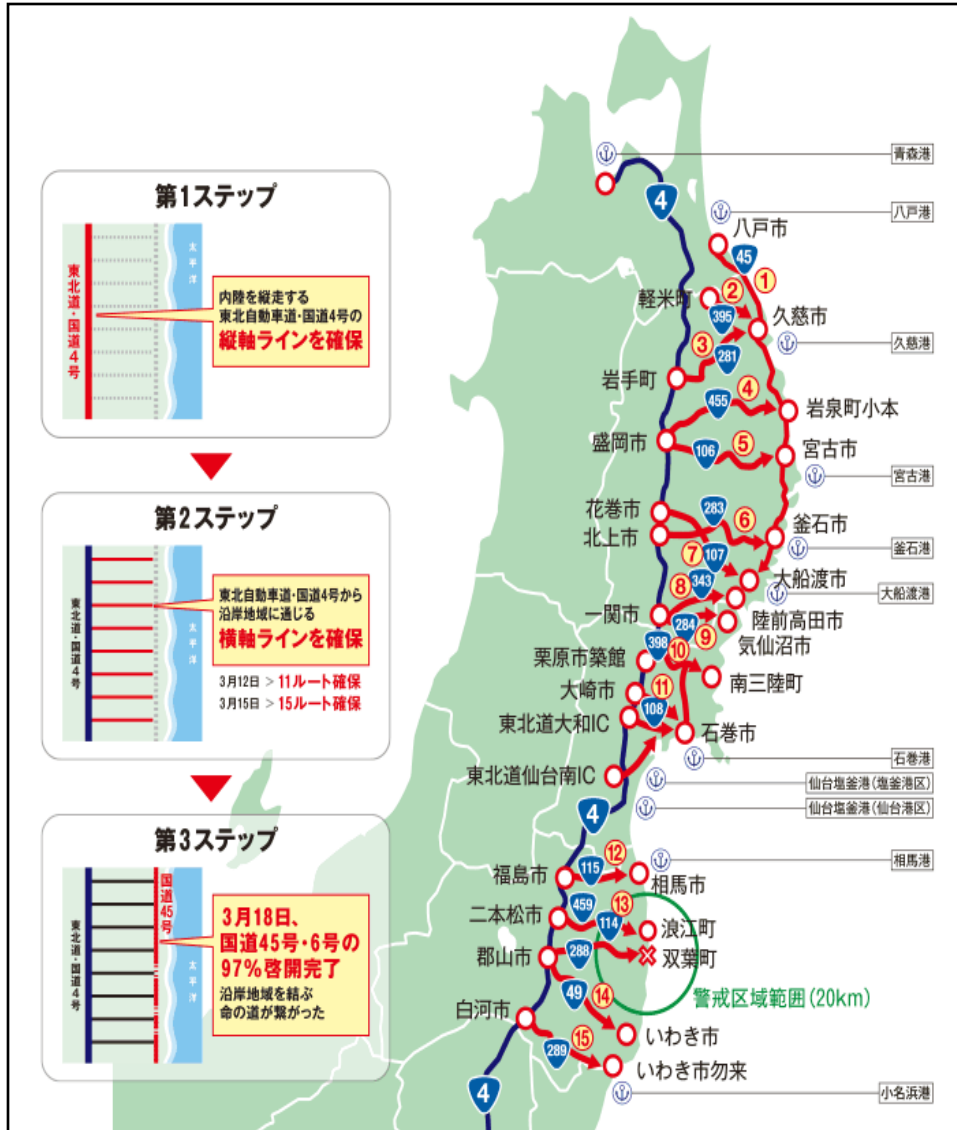 第1ステップ
東北道・国道4号
太平洋
内陸を縦走する
東北自動車道・国道4号の
縦軸ラインを確保
第2ステップ
東北道・国道4号
太平洋
東北自動車道・国道4号から
沿岸地域に通じる
横軸ラインを確保
3月12日 > 11ルート確保
3月15日 > 15ルート確保
第3ステップ
東北道・国道4号
国道45号
太平洋
3月18日、
国道45号・6号の
97%啓開完了
沿岸地域を結ぶ
命の道が繋がった
青森港
4
八戸港
八戸市
45
①
軽米町
②
395
久慈市
久慈港
③
281
岩手町
④
455
岩泉町小本
盛岡市
106
⑤
宮古市
宮古港
花巻市
283
⑥
北上市
釜石市
釜石港
⑦
107
大船渡市
⑧
343
大船渡港
一関市
陸前高田市
284
⑨
気仙沼市
398
⑩
栗原市築館
南三陸町
大崎市
⑪
108
東北道大和IC
石巻市
石巻港
東北道仙台南IC
仙台塩釜港(塩釜港区)
仙台塩釜港(仙台港区)
4
⑫
115
相馬港
福島市
相馬市
459
⑬
二本松市
114
浪江町
郡山市
288
双葉町
警戒区域範囲(20km)
49
⑭
白河市
いわき市
289
⑮
いわき市勿来
4
小名浜港